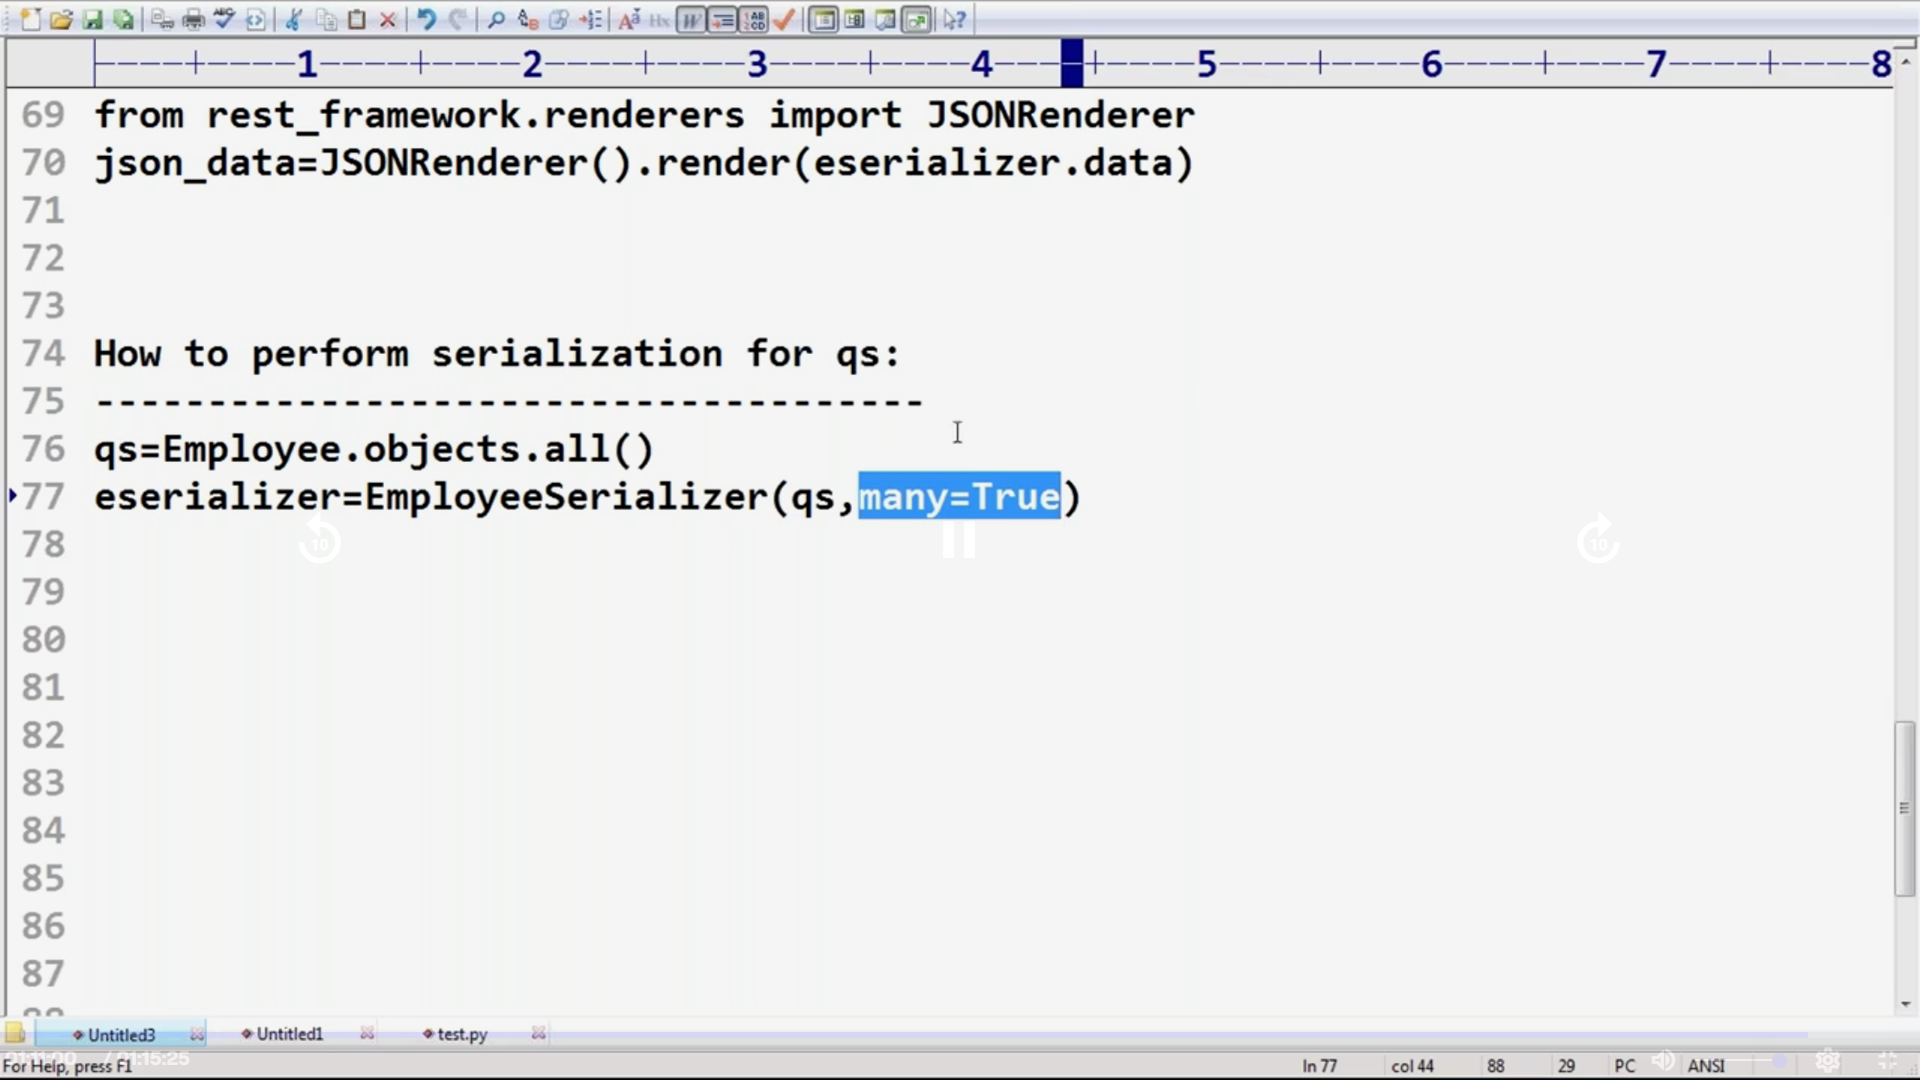 1 2 3 4 5 6 7 8
69 from rest_framework.renderers import JSONRenderer
70 json_data=JSONRenderer().render(eserializer.data)
71
72
73
74 How to perform serialization for qs:
75 -------------------------------------
76 qs=Employee.objects.all()
77 eserializer=EmployeeSerializer(qs,many=True)
78
10 10
79
80
81
82
83
84
85
86
87
Untitled3 Untitled1 test.py
01:11:00 / 01:15:25
For Help, press F1 ln 77 col 44 88 29 PC ANSI